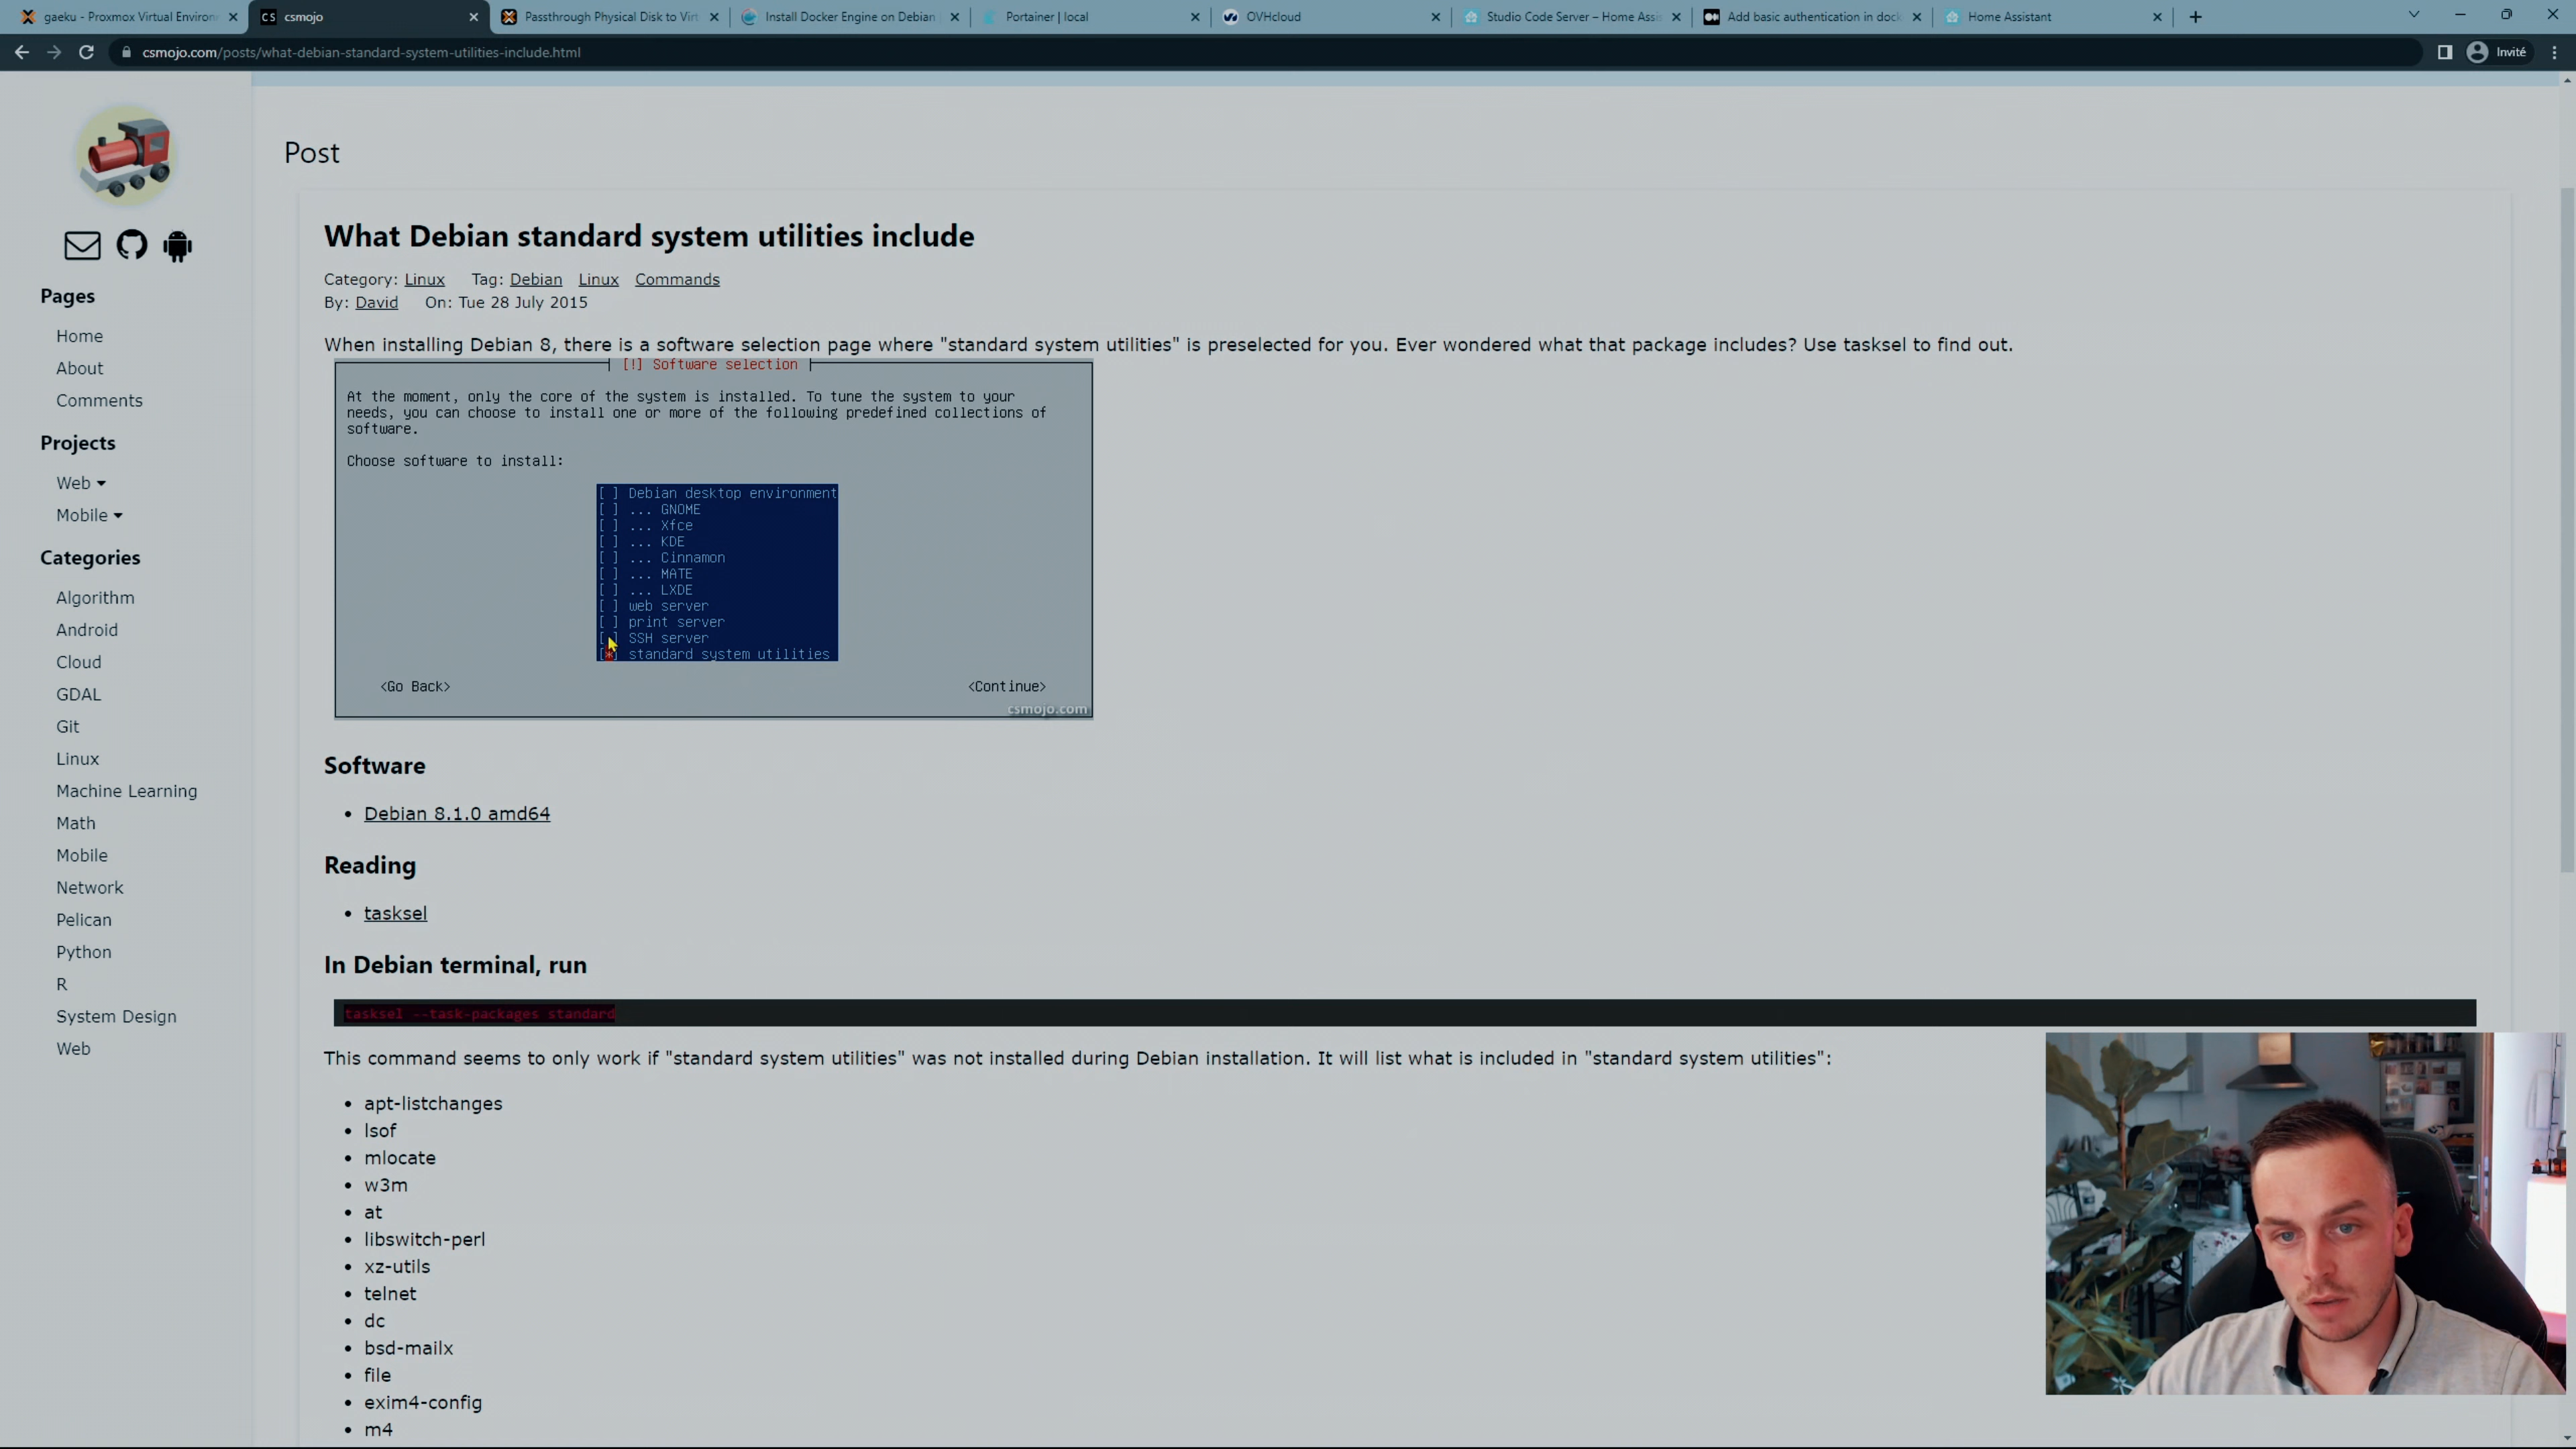 gaeku - Proxmox Virtual Environ
CS csmojo
Passthrough Physical Disk to Virt
Install Docker Engine on Debian
Portainer | local
OVHcloud
Studio Code Server – Home Assis
Add basic authentication in dock
Home Assistant
csmojo.com/posts/what-debian-standard-system-utilities-include.html
Invité
Pages
Home
About
Comments
Projects
Web
Mobile
Categories
Algorithm
Android
Cloud
GDAL
Git
Linux
Machine Learning
Math
Mobile
Network
Pelican
Python
R
System Design
Web
Post
What Debian standard system utilities include
Category: Linux Tag: Debian Linux Commands
By: David On: Tue 28 July 2015
When installing Debian 8, there is a software selection page where "standard system utilities" is preselected for you. Ever wondered what that package includes? Use tasksel to find out.
[!] Software selection
At the moment, only the core of the system is installed. To tune the system to your
needs, you can choose to install one or more of the following predefined collections of
software.
Choose software to install:
[ ] Debian desktop environment
[ ] ... GNOME
[ ] ... Xfce
[ ] ... KDE
[ ] ... Cinnamon
[ ] ... MATE
[ ] ... LXDE
[ ] web server
[ ] print server
[ ] SSH server
[*] standard system utilities
<Go Back> <Continue>
csmojo.com
Software
• Debian 8.1.0 amd64
Reading
• tasksel
In Debian terminal, run
tasksel --task-packages standard
This command seems to only work if "standard system utilities" was not installed during Debian installation. It will list what is included in "standard system utilities":
• apt-listchanges
• lsof
• mlocate
• w3m
• at
• libswitch-perl
• xz-utils
• telnet
• dc
• bsd-mailx
• file
• exim4-config
• m4